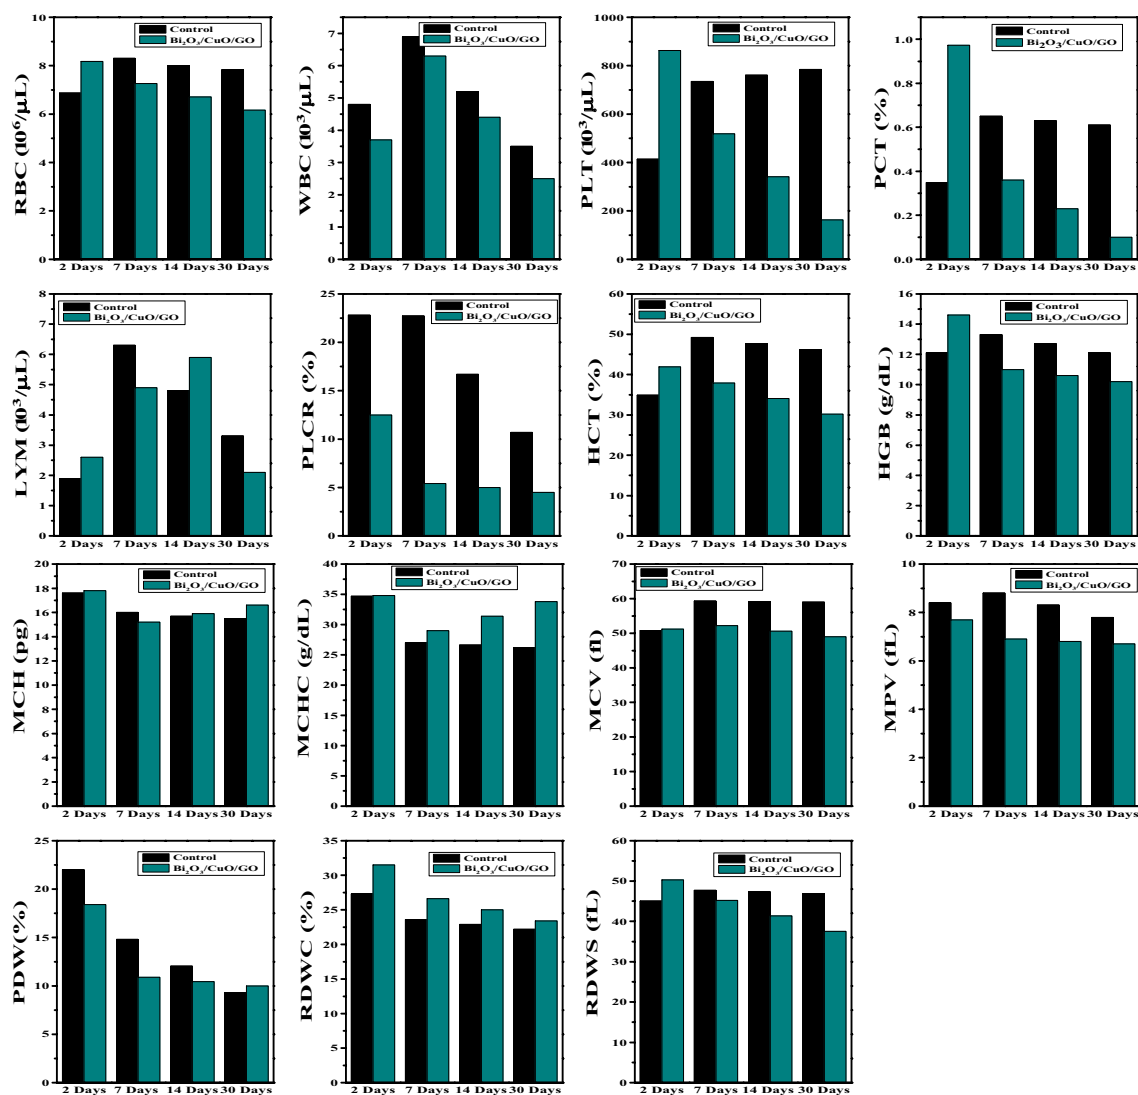 RBC (10⁶/μL)
10
8
6
4
2
0
Control
Bi₂O₃/CuO/GO
2 Days 7 Days 14 Days 30 Days
WBC (10³/μL)
7
6
5
4
3
2
1
0
Control
Bi₂O₃/CuO/GO
2 Days 7 Days 14 Days 30 Days
PLT (10³/μL)
1000
800
600
400
200
0
Control
Bi₂O₃/CuO/GO
2 Days 7 Days 14 Days 30 Days
PCT (%)
1.0
0.8
0.6
0.4
0.2
0.0
Control
Bi₂O₃/CuO/GO
2 Days 7 Days 14 Days 30 Days
LYM (10³/μL)
8
7
6
5
4
3
2
1
0
Control
Bi₂O₃/CuO/GO
2 Days 7 Days 14 Days 30 Days
PLCR (%)
25
20
15
10
5
0
Control
Bi₂O₃/CuO/GO
2 Days 7 Days 14 Days 30 Days
HCT (%)
60
50
40
30
20
10
0
Control
Bi₂O₃/CuO/GO
2 Days 7 Days 14 Days 30 Days
HGB (g/dL)
16
14
12
10
8
6
4
2
0
Control
Bi₂O₃/CuO/GO
2 Days 7 Days 14 Days 30 Days
MCH (pg)
20
18
16
14
12
10
8
6
4
2
0
Control
Bi₂O₃/CuO/GO
2 Days 7 Days 14 Days 30 Days
MCHC (g/dL)
40
35
30
25
20
15
10
5
0
Control
Bi₂O₃/CuO/GO
2 Days 7 Days 14 Days 30 Days
MCV (fl)
70
60
50
40
30
20
10
0
Control
Bi₂O₃/CuO/GO
2 Days 7 Days 14 Days 30 Days
MPV (fL)
10
8
6
4
2
0
Control
Bi₂O₃/CuO/GO
2 Days 7 Days 14 Days 30 Days
PDW(%)
25
20
15
10
5
0
Control
Bi₂O₃/CuO/GO
2 Days 7 Days 14 Days 30 Days
RDWC (%)
35
30
25
20
15
10
5
0
Control
Bi₂O₃/CuO/GO
2 Days 7 Days 14 Days 30 Days
RDWS (fL)
60
50
40
30
20
10
0
Control
Bi₂O₃/CuO/GO
2 Days 7 Days 14 Days 30 Days